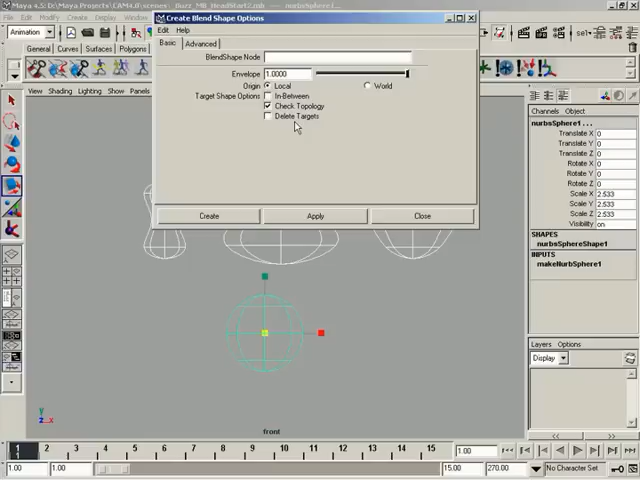 Maya 4.5: D:\Maya Projects\CAM4.0\scenes\
nurbSphere1...
File Edit Modify Create Display
Create Blend Shape Options
Edit Help
Animation
Basic Advanced
BlendShape Node
Envelope 1.0000
Origin Local World
Target Shape Options In-Between
Check Topology
Delete Targets
Create Apply Close
General Curves Surfaces Polygons
View Shading Lighting Show Panels
sel
Channels Object
nurbsSphere1 . . .
Translate X 0
Translate Y 0
Translate Z 0
Rotate X 0
Rotate Y 0
Rotate Z 0
Scale X 2.533
Scale Y 2.533
Scale Z 2.533
Visibility on
SHAPES
nurbsSphereShape1
INPUTS
makeNurbSphere1
Layers Options
Display
y
z x
front
1 2 3 4 5 6 7 8 9 10 11 12 13 14 15
1.00
1.00 1.00 15.00 270.00 No Character Set